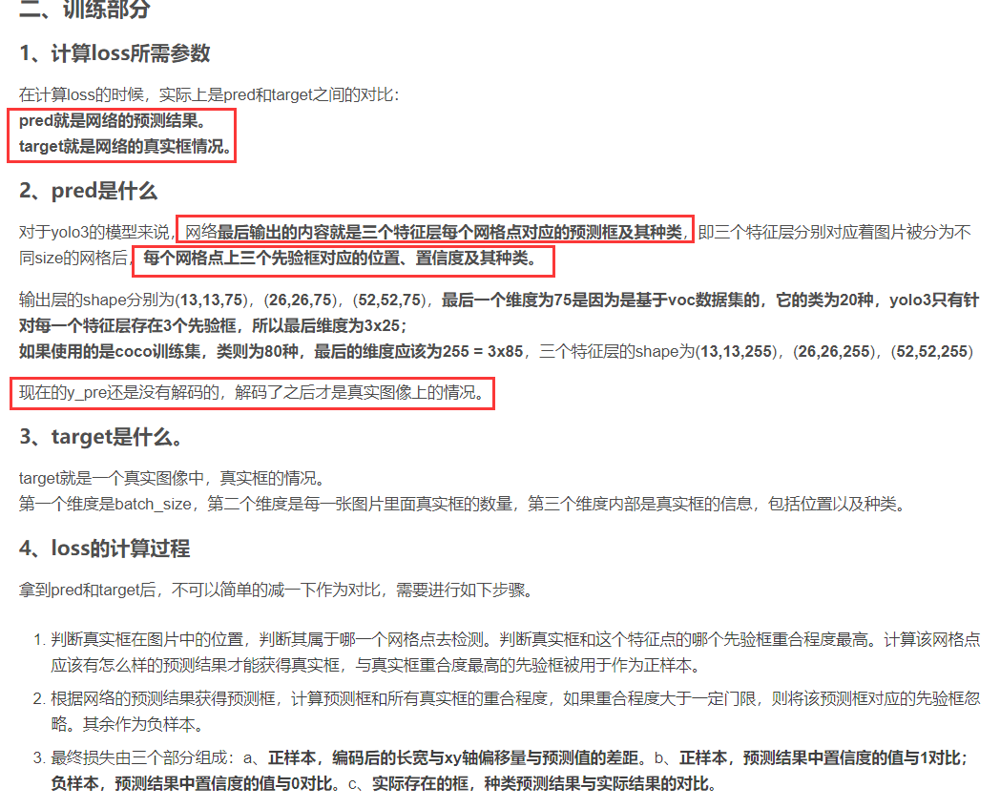 二、训练部分
1、计算loss所需参数
在计算loss的时候，实际上是pred和target之间的对比：
pred就是网络的预测结果。
target就是网络的真实框情况。
2、pred是什么
对于yolo3的模型来说，网络最后输出的内容就是三个特征层每个网格点对应的预测框及其种类，即三个特征层分别对应着图片被分为不
同size的网格后，每个网格点上三个先验框对应的位置、置信度及其种类。
输出层的shape分别为(13,13,75)，(26,26,75)，(52,52,75)，最后一个维度为75是因为是基于voc数据集的，它的类为20种，yolo3只有针
对每一个特征层存在3个先验框，所以最后维度为3x25；
如果使用的是coco训练集，类则为80种，最后的维度应该为255 = 3x85，三个特征层的shape为(13,13,255)，(26,26,255)，(52,52,255)
现在的y_pre还是没有解码的，解码了之后才是真实图像上的情况。
3、target是什么。
target就是一个真实图像中，真实框的情况。
第一个维度是batch_size，第二个维度是每一张图片里面真实框的数量，第三个维度内部是真实框的信息，包括位置以及种类。
4、loss的计算过程
拿到pred和target后，不可以简单的减一下作为对比，需要进行如下步骤。
1. 判断真实框在图片中的位置，判断其属于哪一个网格点去检测。判断真实框和这个特征点的哪个先验框重合程度最高。计算该网格点
应该有怎么样的预测结果才能获得真实框，与真实框重合度最高的先验框被用于作为正样本。
2. 根据网络的预测结果获得预测框，计算预测框和所有真实框的重合程度，如果重合程度大于一定门限，则将该预测框对应的先验框忽
略。其余作为负样本。
3. 最终损失由三个部分组成：a、正样本，编码后的长宽与xy轴偏移量与预测值的差距。b、正样本，预测结果中置信度的值与1对比；
负样本，预测结果中置信度的值与0对比。c、实际存在的框，种类预测结果与实际结果的对比。